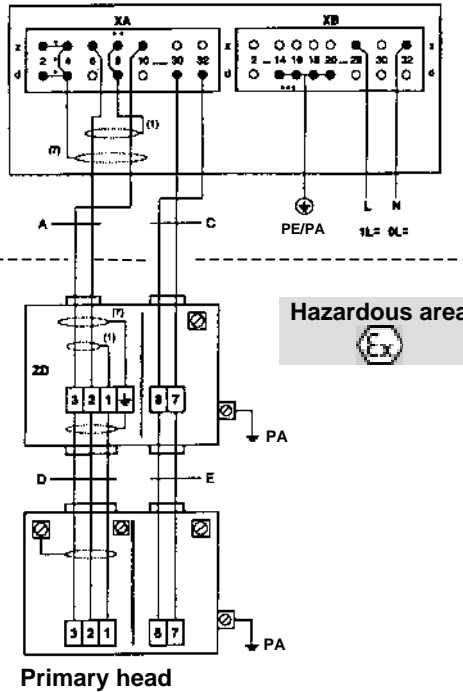 XA XB
z 2 4 6 8 10 ... 30 32 z 2 ... 14 16 18 20 ... 28 30 32 z
d d d
(1)
(7)
A C PE/PA L N
1L= 0L=
Hazardous area
Ex
(7)
(1)
ZD
3 2 1 8 7
PA
D E
3 2 1 8 7
PA
Primary head